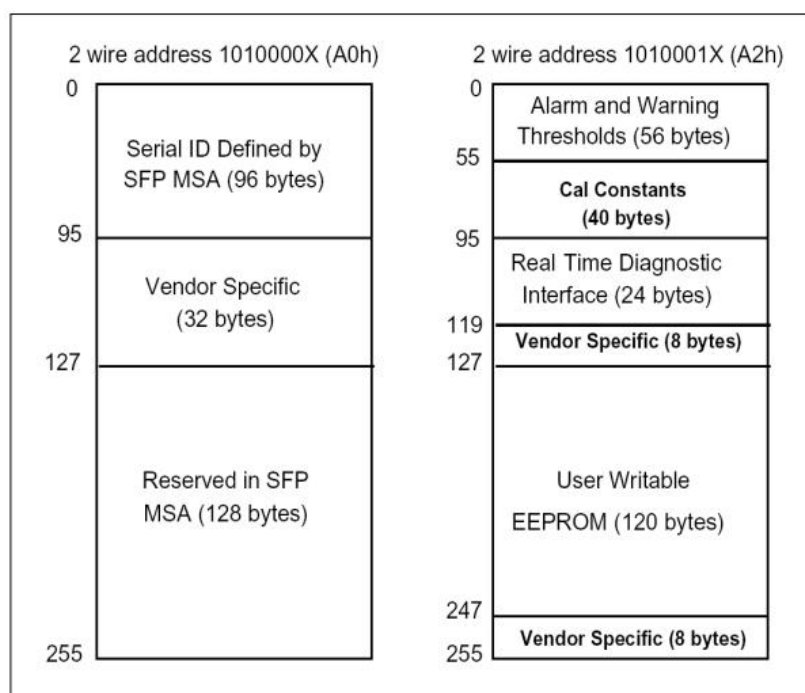 2 wire address 1010000X (A0h)
0
Serial ID Defined by
SFP MSA (96 bytes)
95
Vendor Specific
(32 bytes)
127
Reserved in SFP
MSA (128 bytes)
255
2 wire address 1010001X (A2h)
0
Alarm and Warning
Thresholds (56 bytes)
55
Cal Constants
(40 bytes)
95
Real Time Diagnostic
Interface (24 bytes)
119
Vendor Specific (8 bytes)
127
User Writable
EEPROM (120 bytes)
247
Vendor Specific (8 bytes)
255